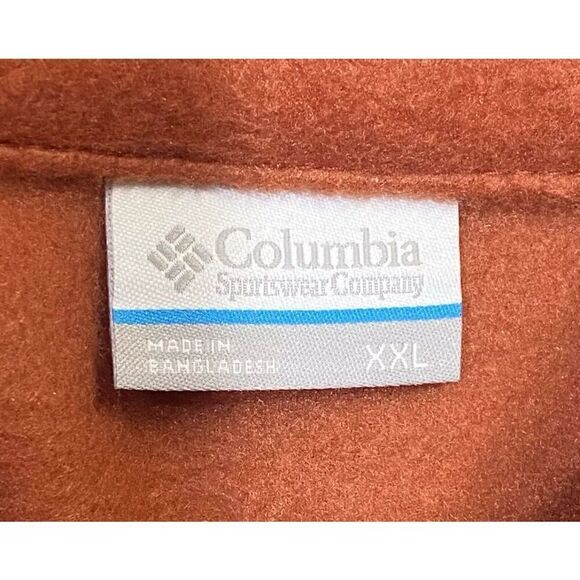 Columbia
Sportswear Company
MADE IN
BANGLADESH
XXL